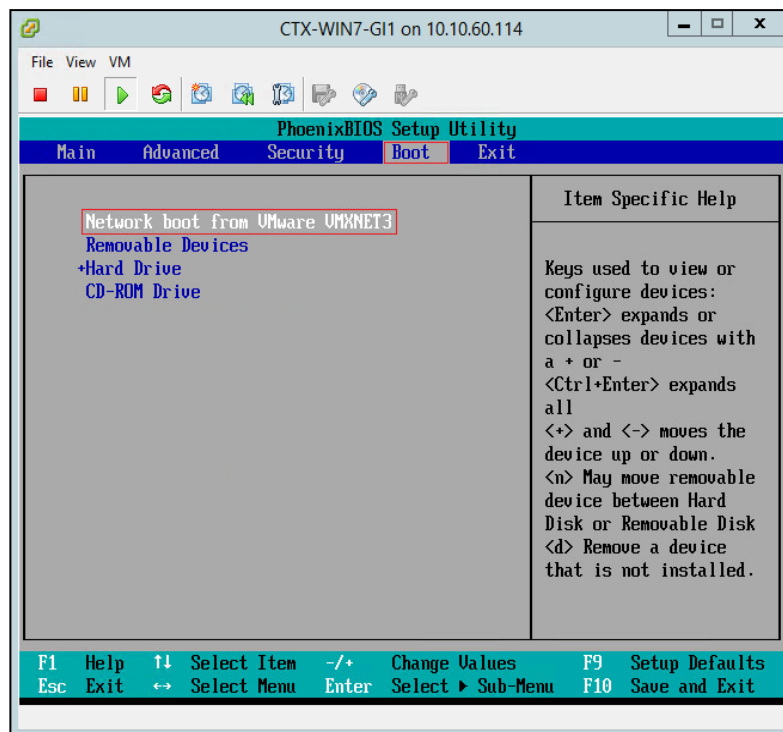 CTX-WIN7-GI1 on 10.10.60.114
File View VM
PhoenixBIOS Setup Utility
Main Advanced Security Boot Exit
Network boot from VMware VMXNET3
Removable Devices
+Hard Drive
CD-ROM Drive
Item Specific Help
Keys used to view or
configure devices:
<Enter> expands or
collapses devices with
a + or -
<Ctrl+Enter> expands
all
<+> and <-> moves the
device up or down.
<n> May move removable
device between Hard
Disk or Removable Disk
<d> Remove a device
that is not installed.
F1 Help ↑↓ Select Item -/+ Change Values F9 Setup Defaults
Esc Exit ↔ Select Menu Enter Select ▶ Sub-Menu F10 Save and Exit